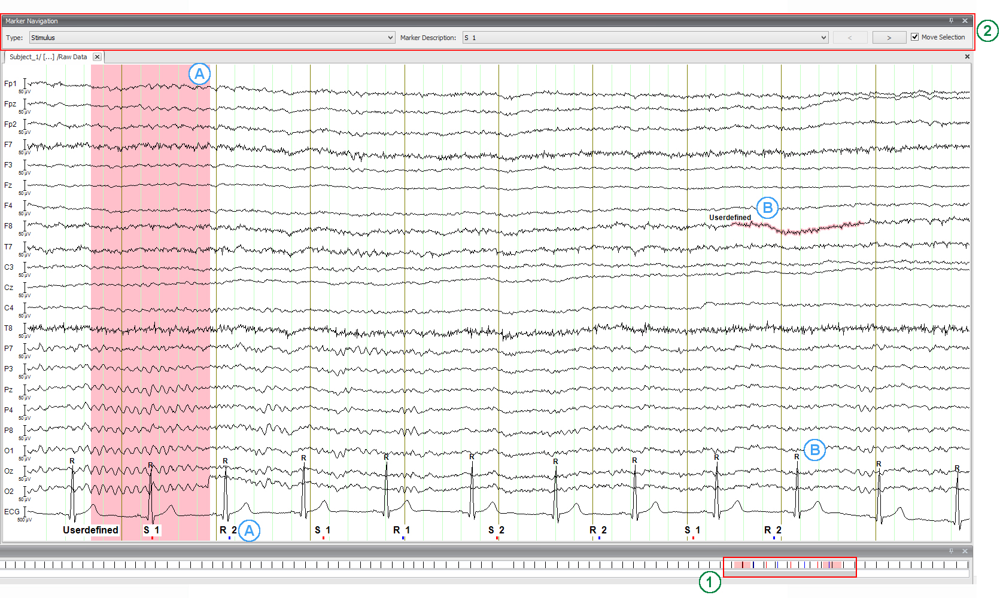 Marker Navigation
2
Type: Stimulus Marker Description: S 1 < > Move Selection
Subject_1/ [...] /Raw Data
A
Fp1
50 µV
Fpz
50 µV
Fp2
50 µV
F7
50 µV
F3
50 µV
Fz
50 µV
F4
50 µV
B
Userdefined
F8
50 µV
T7
50 µV
C3
50 µV
Cz
50 µV
C4
50 µV
T8
50 µV
P7
50 µV
P3
50 µV
Pz
50 µV
P4
50 µV
P8
50 µV
O1
50 µV
B
R R R R R R R R R R R R
Oz
50 µV
O2
50 µV
ECG
500 µV
Userdefined S 1 R 2 A S 1 R 1 S 2 R 2 S 1 R 2
1